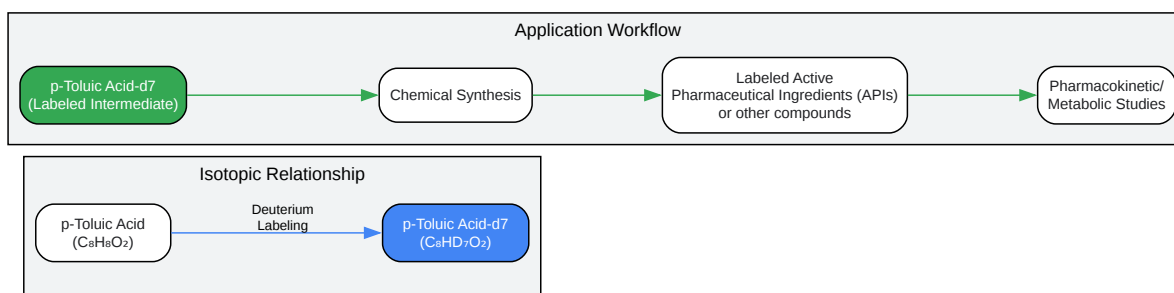 Application Workflow
p-Toluic Acid-d7
(Labeled Intermediate)
Chemical Synthesis
Labeled Active
Pharmaceutical Ingredients (APIs)
or other compounds
Pharmacokinetic/
Metabolic Studies
Isotopic Relationship
p-Toluic Acid
(C₈H₈O₂)
Deuterium
Labeling
p-Toluic Acid-d7
(C₈HD₇O₂)